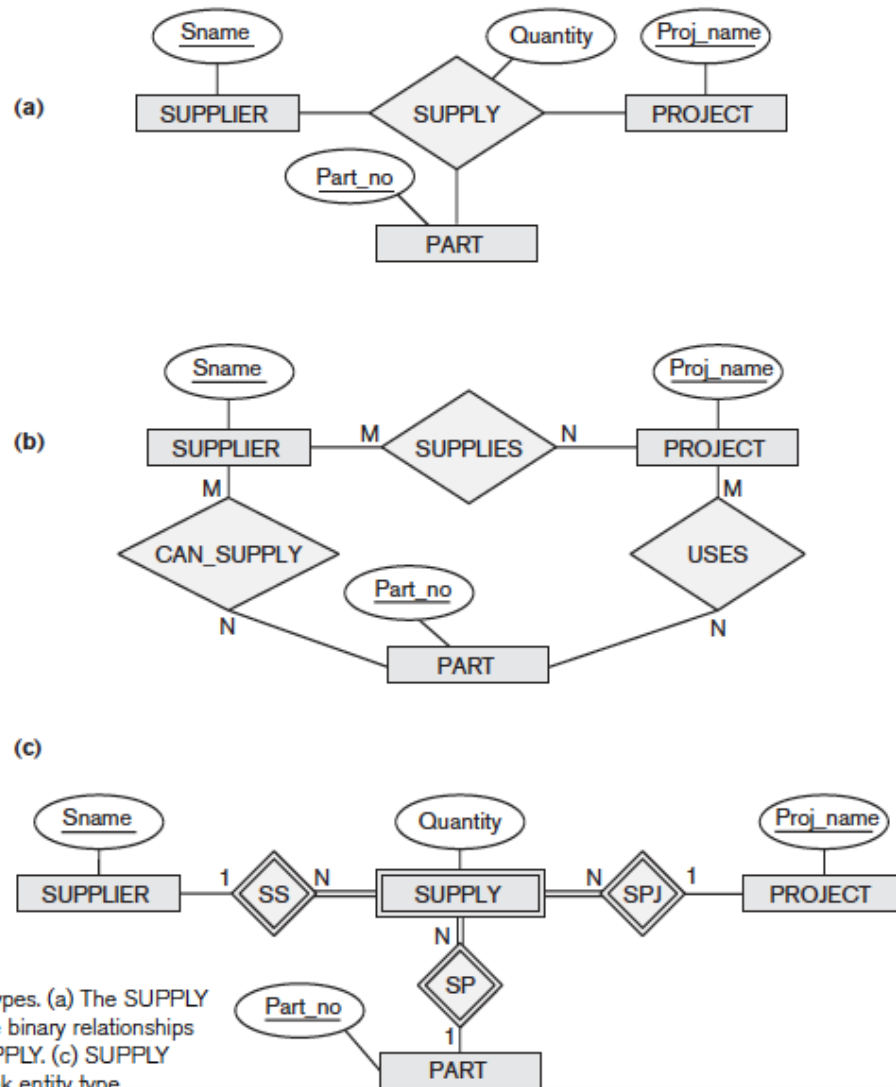 Sname
Quantity
Proj_name
(a)
SUPPLIER
SUPPLY
PROJECT
Part_no
PART
Sname
Proj_name
(b)
SUPPLIER
M
SUPPLIES
N
PROJECT
M
M
CAN_SUPPLY
USES
Part_no
N
N
PART
(c)
Sname
Quantity
Proj_name
SUPPLIER
1
SS
N
SUPPLY
N
SPJ
1
PROJECT
N
SP
ypes. (a) The SUPPLY
binary relationships
PPLY. (c) SUPPLY
k entity type
Part_no
1
PART